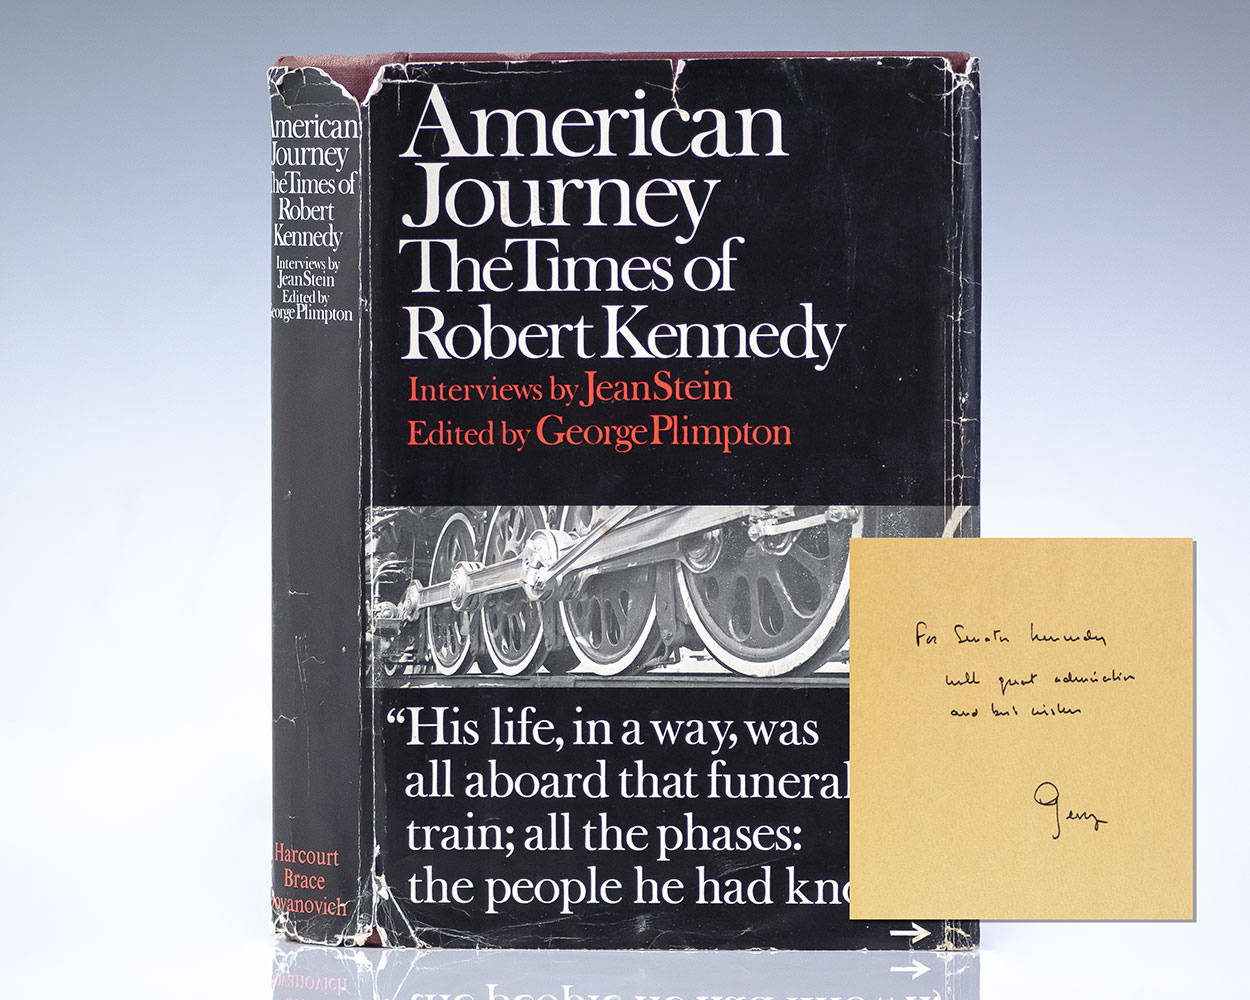 American
Journey
The Times of
Robert
Kennedy
Interviews by
Jean Stein
Edited by
George Plimpton
Harcourt
Brace
Jovanovich
American
Journey
The Times of
Robert Kennedy
Interviews by Jean Stein
Edited by George Plimpton
“His life, in a way, was
all aboard that funeral
train; all the phases:
the people he had kno
For Senator Kennedy
with great admiration
and best wishes
George